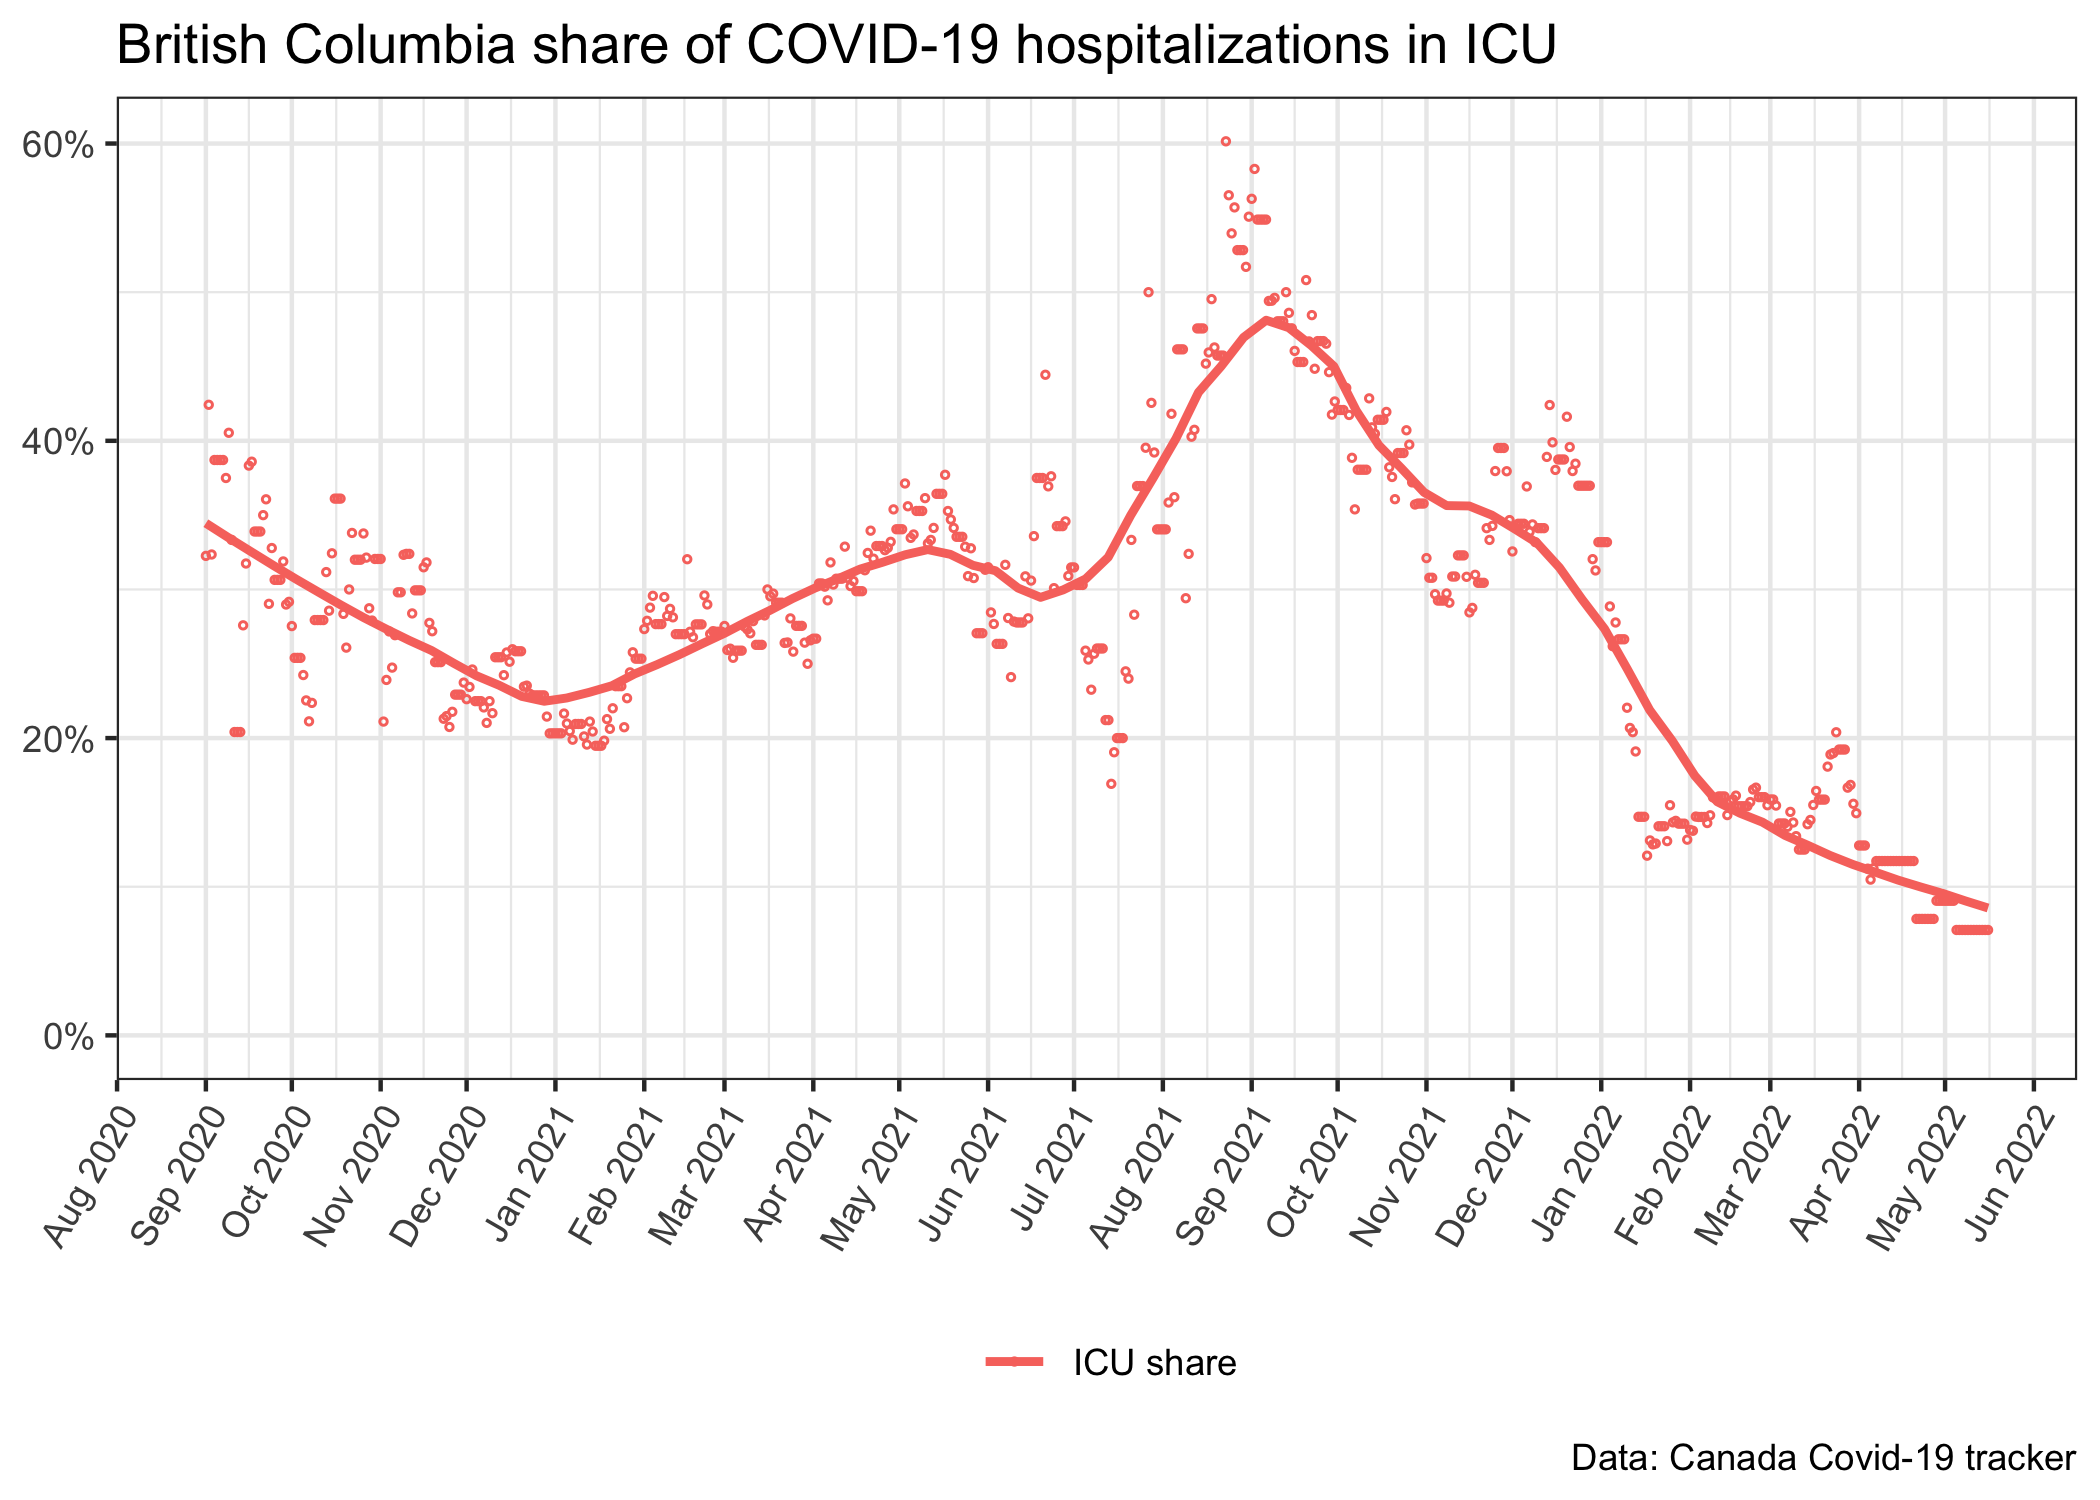 British Columbia share of COVID-19 hospitalizations in ICU
60%
40%
20%
0%
Aug 2020
Sep 2020
Oct 2020
Nov 2020
Dec 2020
Jan 2021
Feb 2021
Mar 2021
Apr 2021
May 2021
Jun 2021
Jul 2021
Aug 2021
Sep 2021
Oct 2021
Nov 2021
Dec 2021
Jan 2022
Feb 2022
Mar 2022
Apr 2022
May 2022
Jun 2022
ICU share
Data: Canada Covid-19 tracker